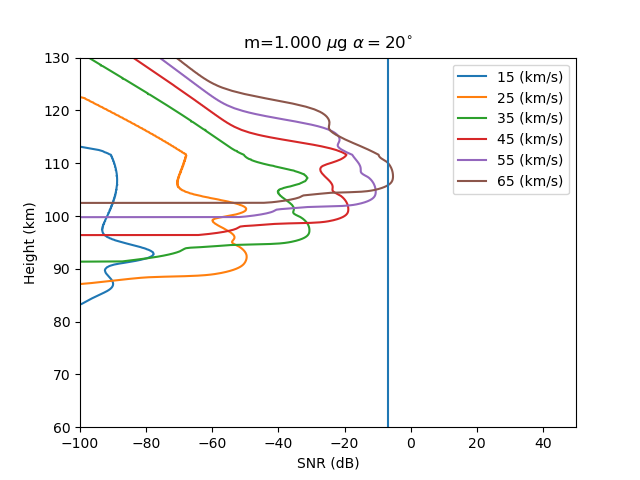 m=1.000 μg α = 20°
130
120
110
100
90
80
70
60
Height (km)
−100
−80
−60
−40
−20
0
20
40
SNR (dB)
15 (km/s)
25 (km/s)
35 (km/s)
45 (km/s)
55 (km/s)
65 (km/s)